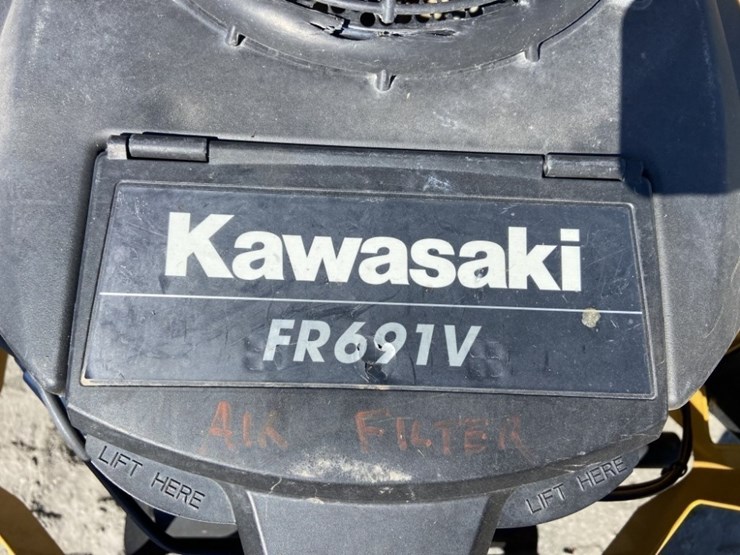 Kawasaki
FR691V
AIR FILTER
LIFT HERE
LIFT HERE